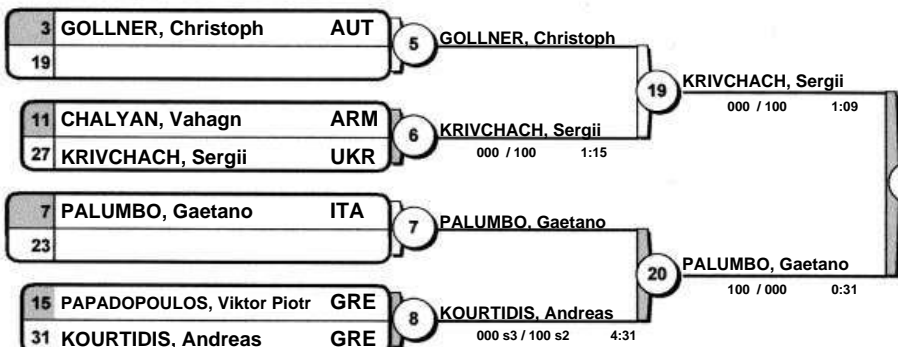 3 GOLLNER, Christoph AUT
19
5
GOLLNER, Christoph
11 CHALYAN, Vahagn ARM
27 KRIVCHACH, Sergii UKR
6
KRIVCHACH, Sergii
000 / 100 1:15
19
KRIVCHACH, Sergii
000 / 100 1:09
7 PALUMBO, Gaetano ITA
23
7
PALUMBO, Gaetano
15 PAPADOPOULOS, Viktor Piotr GRE
31 KOURTIDIS, Andreas GRE
8
KOURTIDIS, Andreas
000 s3 / 100 s2 4:31
20
PALUMBO, Gaetano
100 / 000 0:31